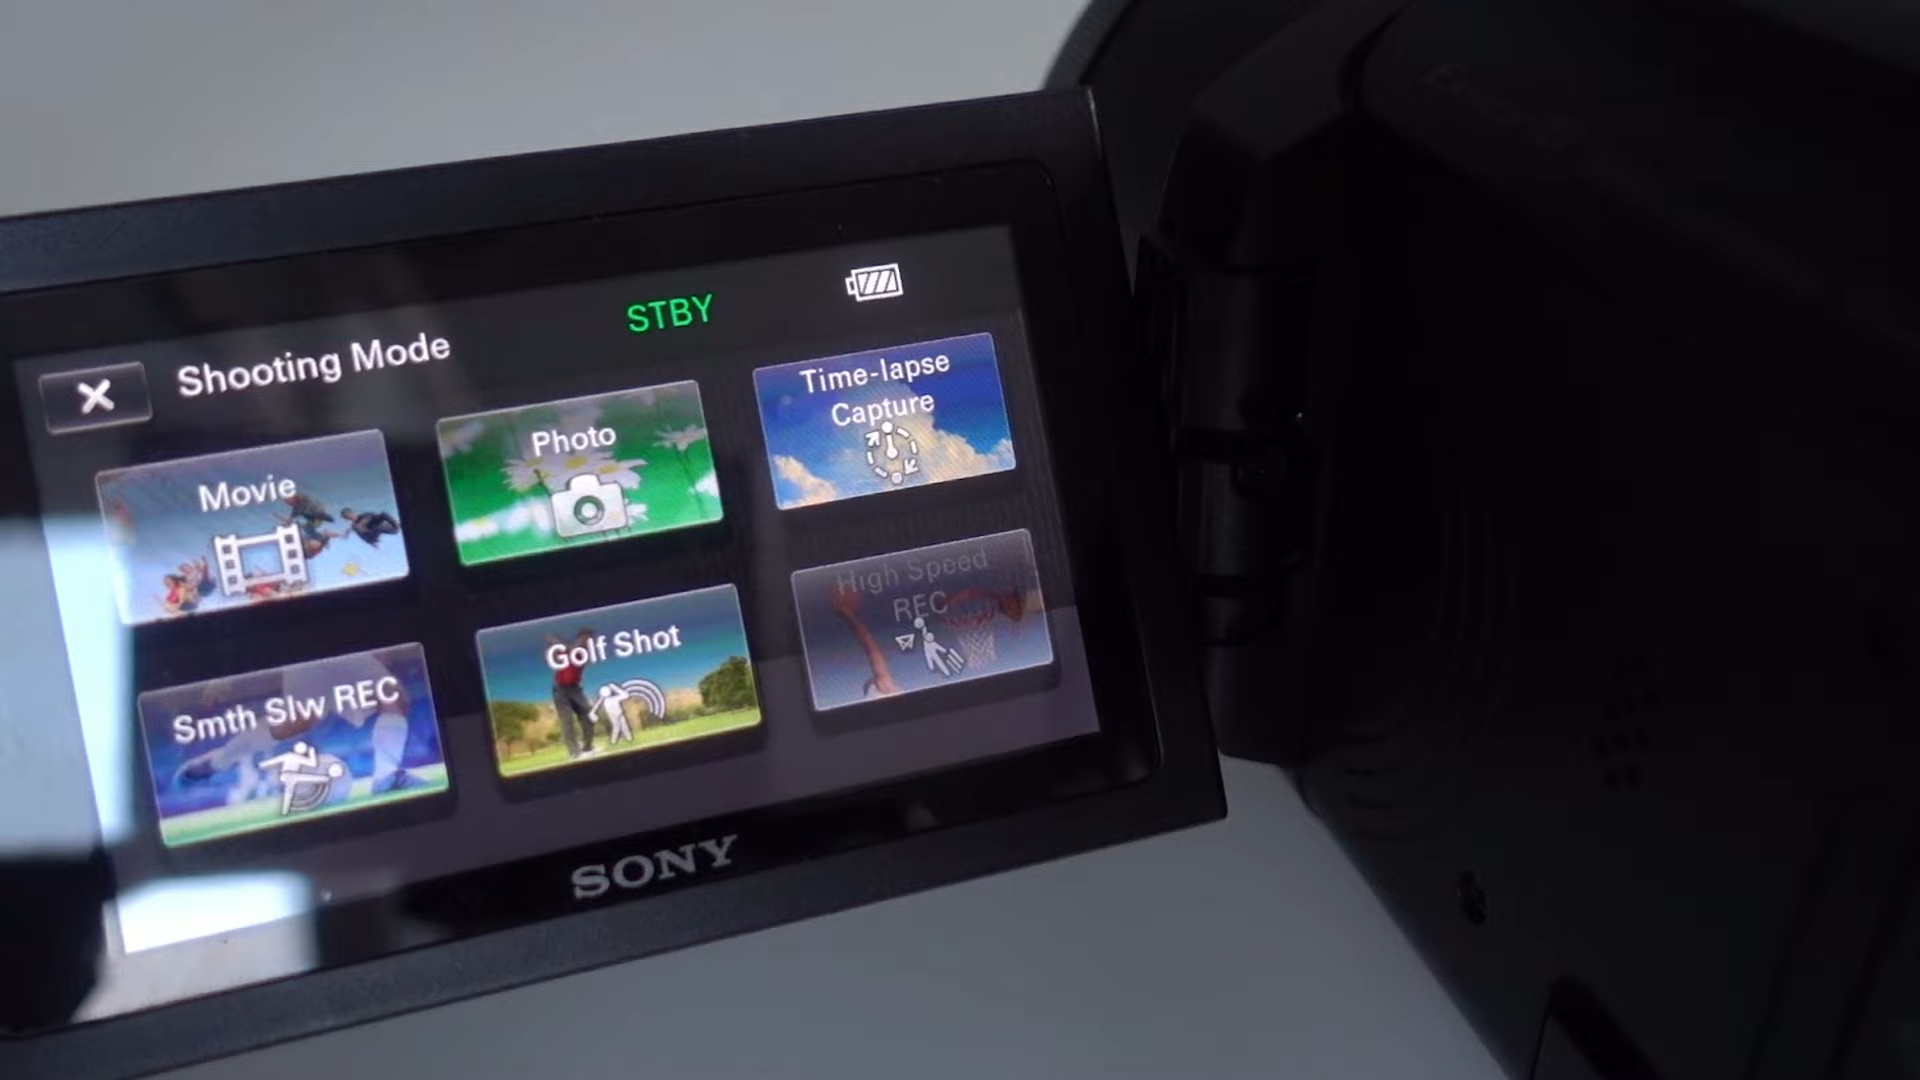 STBY
Shooting Mode
Movie
Photo
Time-lapse
Capture
Smth Slw REC
Golf Shot
High Speed
REC
SONY